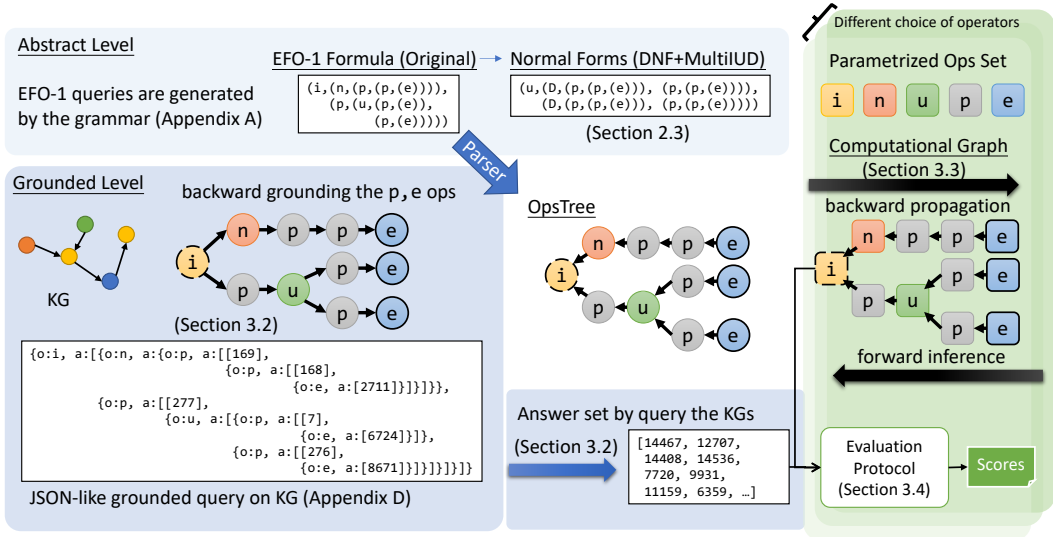 Abstract Level
EFO-1 queries are generated
by the grammar (Appendix A)
EFO-1 Formula (Original)
(i,(n,(p,(p,(e)))),
(p,(u,(p,(e)),
(p,(e)))))
Normal Forms (DNF+MultiIUD)
(u,(D,(p,(p,(e))), (p,(p,(e)))),
(D,(p,(p,(e))), (p,(p,(e)))))
(Section 2.3)
Parser
Grounded Level
backward grounding the p, e ops
KG
i
n
p
p
e
p
u
p
e
p
e
(Section 3.2)
{o:i, a:[{o:n, a:{o:p, a:[[169],
{o:p, a:[[168],
{o:e, a:[2711]}]}]}},
{o:p, a:[[277],
{o:u, a:[{o:p, a:[[7],
{o:e, a:[6724]}]},
{o:p, a:[[276],
{o:e, a:[8671]}]}]}]}]}
JSON-like grounded query on KG (Appendix D)
OpsTree
i
n
p
p
e
p
u
p
e
p
e
Answer set by query the KGs
(Section 3.2)
[14467, 12707,
14408, 14536,
7720, 9931,
11159, 6359, …]
Different choice of operators
Parametrized Ops Set
i n u p e
Computational Graph
(Section 3.3)
backward propagation
i
n
p
p
e
p
u
p
e
p
e
forward inference
Evaluation
Protocol
(Section 3.4)
Scores